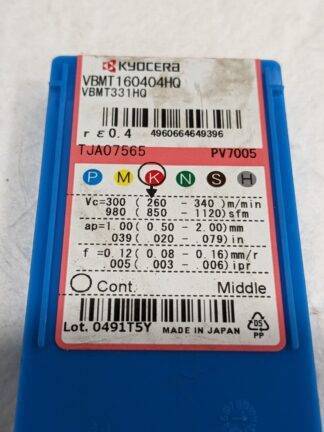 KYOCERA
VBMT160404HQ
VBMT331HQ
r ε 0.4 4960664649396
TJA07565 PV7005
P M K N S H
Vc=300 ( 260 - 340 ) m/min
980 ( 850 - 1120) sfm
ap=1.00 ( 0.50 - 2.00) mm
.039 ( .020 - .079) in
f =0.12( 0.08 - 0.16) mm/r
.005( .003 - .006) ipr
Cont. Middle
Lot. 0491T5Y MADE IN JAPAN
DS
PP